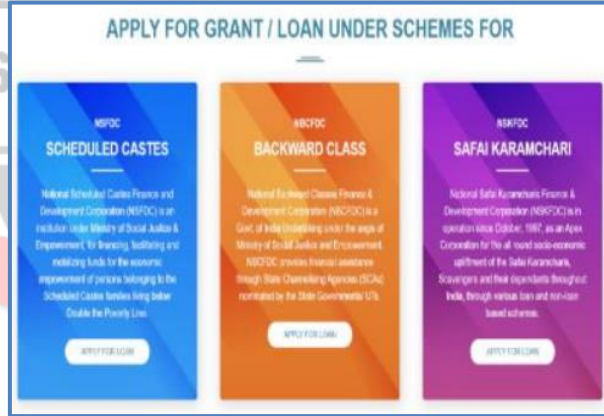 APPLY FOR GRANT / LOAN UNDER SCHEMES FOR
NSFDC
SCHEDULED CASTES
National Scheduled Castes Finance and
Development Corporation (NSFDC) is an
institution under Ministry of Social Justice &
Empowerment, for financing, facilitating and
mobilizing funds for the economic
empowerment of persons belonging to the
Scheduled Castes families living below
Double the Poverty Line.
APPLY FOR LOAN
NBCFDC
BACKWARD CLASS
National Backward Classes Finance &
Development Corporation (NBCFDC) is a
Govt. of India Undertaking under the aegis of
Ministry of Social Justice and Empowerment.
NBCFDC provides financial assistance
through State Channelising Agencies (SCAs)
nominated by the State Governments/ UTs.
APPLY FOR LOAN
NSKFDC
SAFAI KARAMCHARI
National Safai Karamcharis Finance &
Development Corporation (NSKFDC) is in
operation since October, 1997, as an Apex
Corporation for the all round socio-economic
upliftment of the Safai Karamcharis,
Scavengers and their dependants throughout
India, through various loan and non-loan
based schemes.
APPLY FOR LOAN